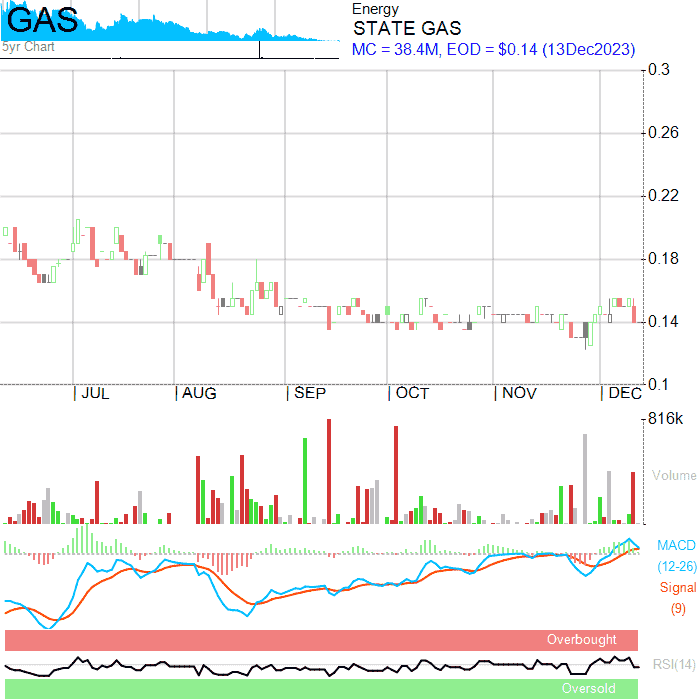 GAS
5yr Chart
Energy
STATE GAS
MC = 38.4M, EOD = $0.14 (13Dec2023)
0.3
0.26
0.22
0.18
0.14
0.1
JUL AUG SEP OCT NOV DEC
816k
Volume
MACD
(12-26)
Signal
(9)
Overbought
RSI(14)
Oversold